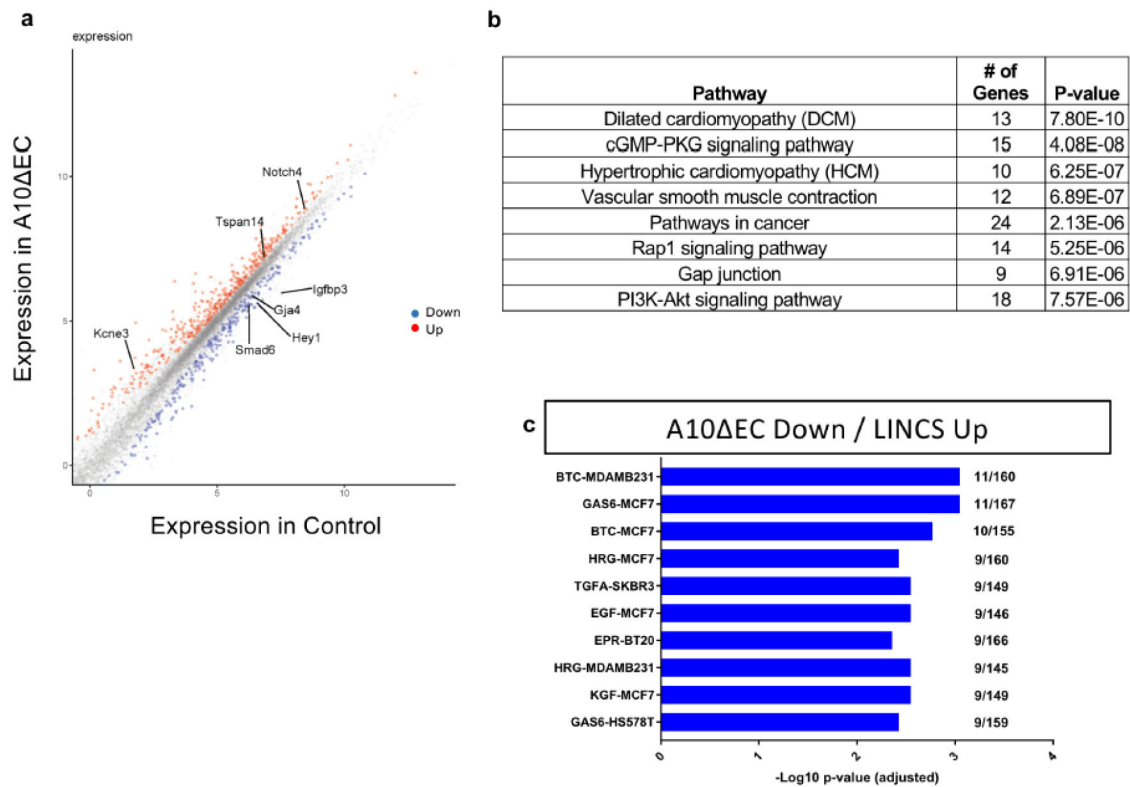 a
expression
Expression in A10ΔEC
10
5
0
Notch4
Tspan14
Igfbp3
Gja4
Hey1
Smad6
Kcne3
Down
Up
0 5 10
Expression in Control
b
Pathway # of Genes P-value
Dilated cardiomyopathy (DCM) 13 7.80E-10
cGMP-PKG signaling pathway 15 4.08E-08
Hypertrophic cardiomyopathy (HCM) 10 6.25E-07
Vascular smooth muscle contraction 12 6.89E-07
Pathways in cancer 24 2.13E-06
Rap1 signaling pathway 14 5.25E-06
Gap junction 9 6.91E-06
PI3K-Akt signaling pathway 18 7.57E-06
c
A10ΔEC Down / LINCS Up
BTC-MDAMB231 11/160
GAS6-MCF7 11/167
BTC-MCF7 10/155
HRG-MCF7 9/160
TGFA-SKBR3 9/149
EGF-MCF7 9/146
EPR-BT20 9/166
HRG-MDAMB231 9/145
KGF-MCF7 9/149
GAS6-HS578T 9/159
0 1 2 3 4
-Log10 p-value (adjusted)